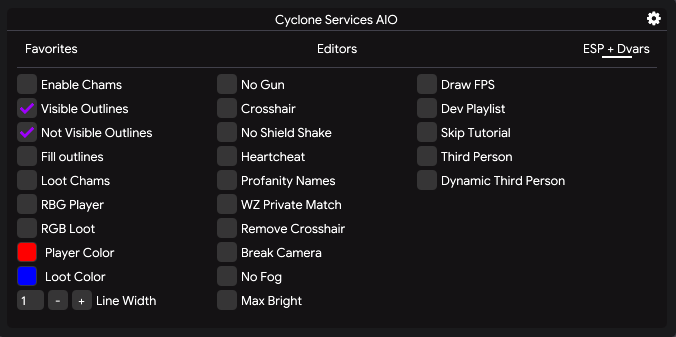 Cyclone Services AIO
Favorites Editors ESP + Dvars
Enable Chams No Gun Draw FPS
Visible Outlines Crosshair Dev Playlist
Not Visible Outlines No Shield Shake Skip Tutorial
Fill outlines Heartcheat Third Person
Loot Chams Profanity Names Dynamic Third Person
RBG Player WZ Private Match
RGB Loot Remove Crosshair
Player Color Break Camera
Loot Color No Fog
1 - + Line Width Max Bright